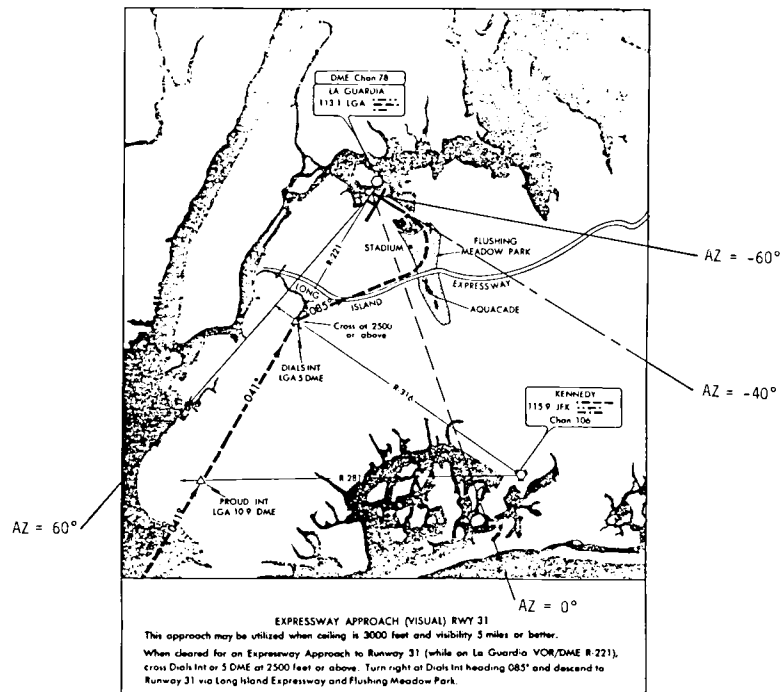 DME Chan 78
LA GUARDIA
113.1 LGA
R-221
STADIUM
FLUSHING
MEADOW PARK
AZ = -60°
LONG
ISLAND
EXPRESSWAY
085°
AQUACADE
Cross at 2500
or above
DIALS INT
LGA 5 DME
041°
R-316
AZ = -40°
KENNEDY
115.9 JFK
Chan 106
R 281
PROUD INT
LGA 10.9 DME
041°
AZ = 60°
AZ = 0°
EXPRESSWAY APPROACH (VISUAL) RWY 31
This approach may be utilized when ceiling is 3000 feet and visibility 5 miles or better.
When cleared for an Expressway Approach to Runway 31 (while on La Guardia VOR/DME R-221),
cross Dials Int or 5 DME at 2500 feet or above. Turn right at Dials Int heading 085° and descend to
Runway 31 via Long Island Expressway and Flushing Meadow Park.